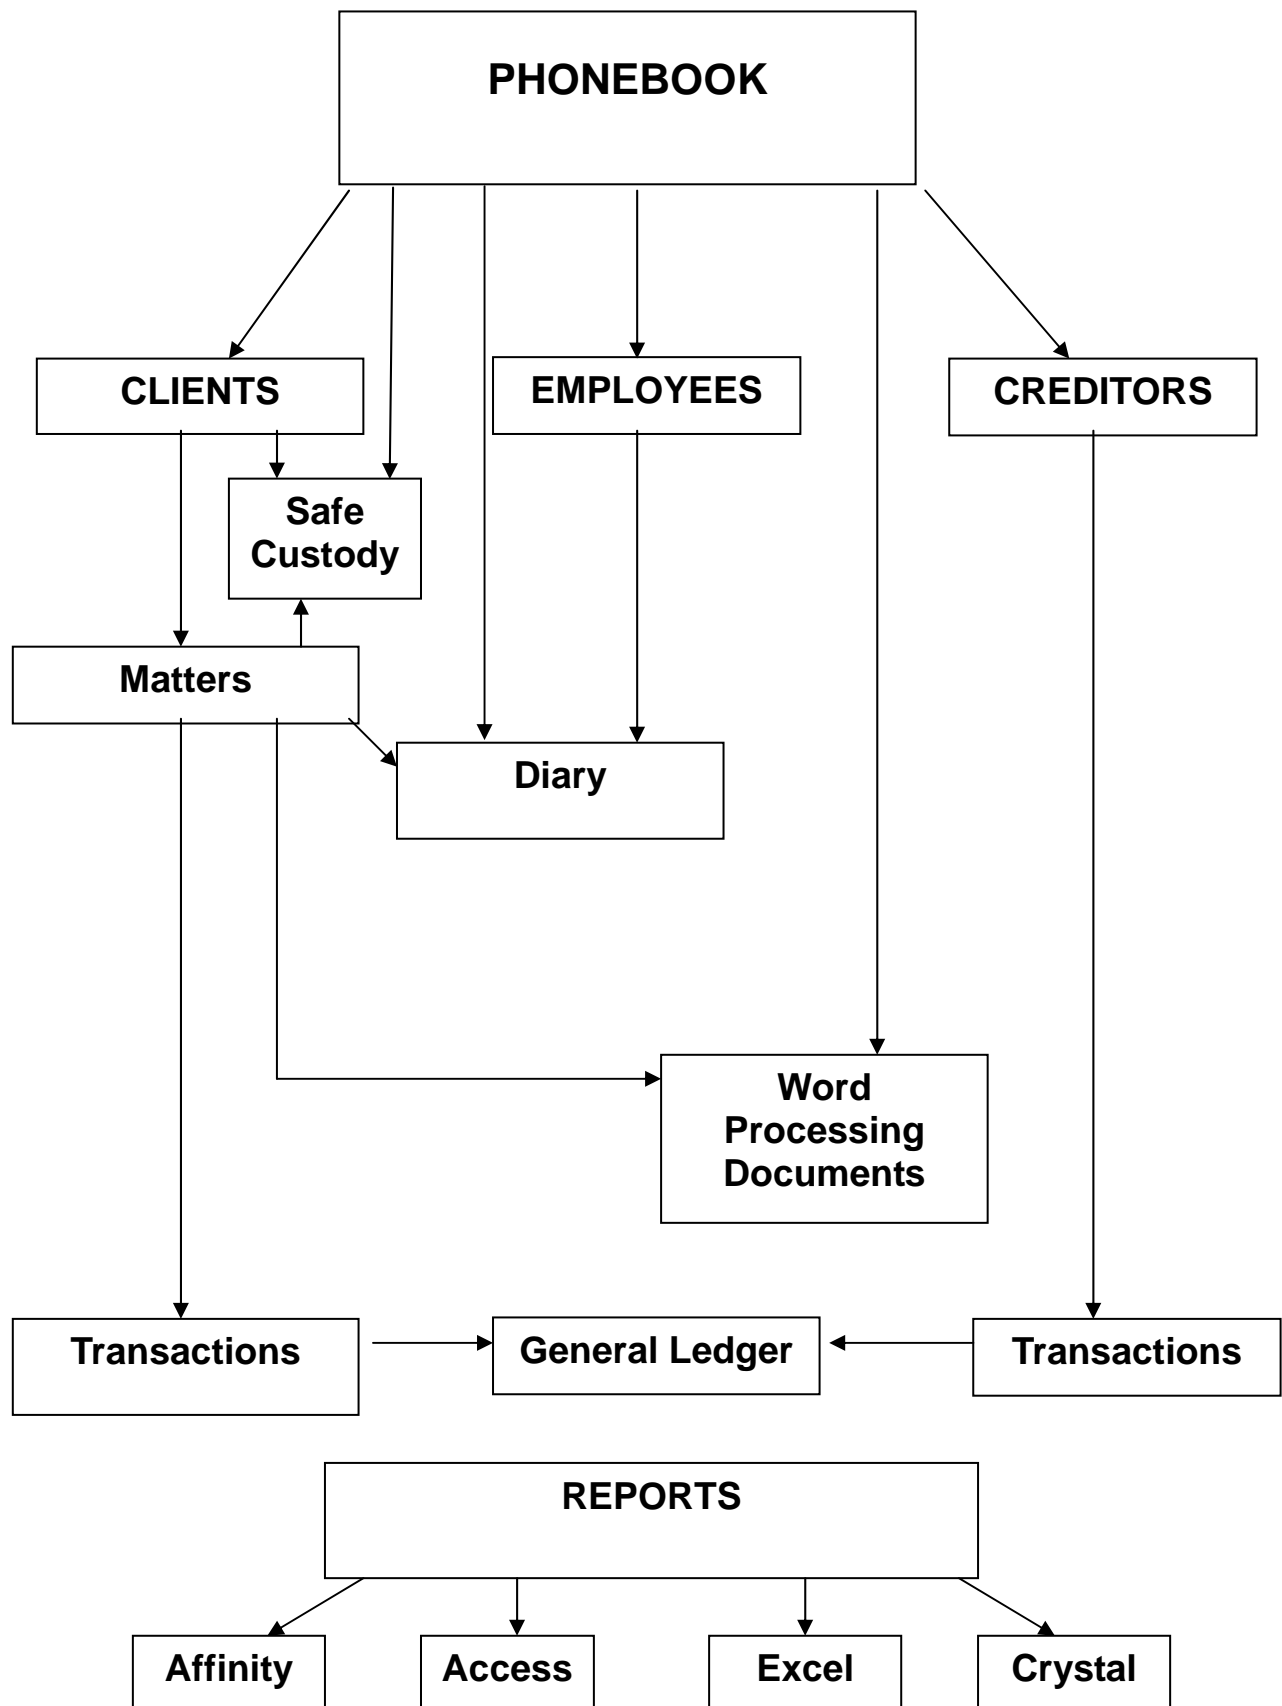 PHONEBOOK
CLIENTS
EMPLOYEES
CREDITORS
Safe
Custody
Matters
Diary
Word
Processing
Documents
Transactions
General Ledger
Transactions
REPORTS
Affinity
Access
Excel
Crystal